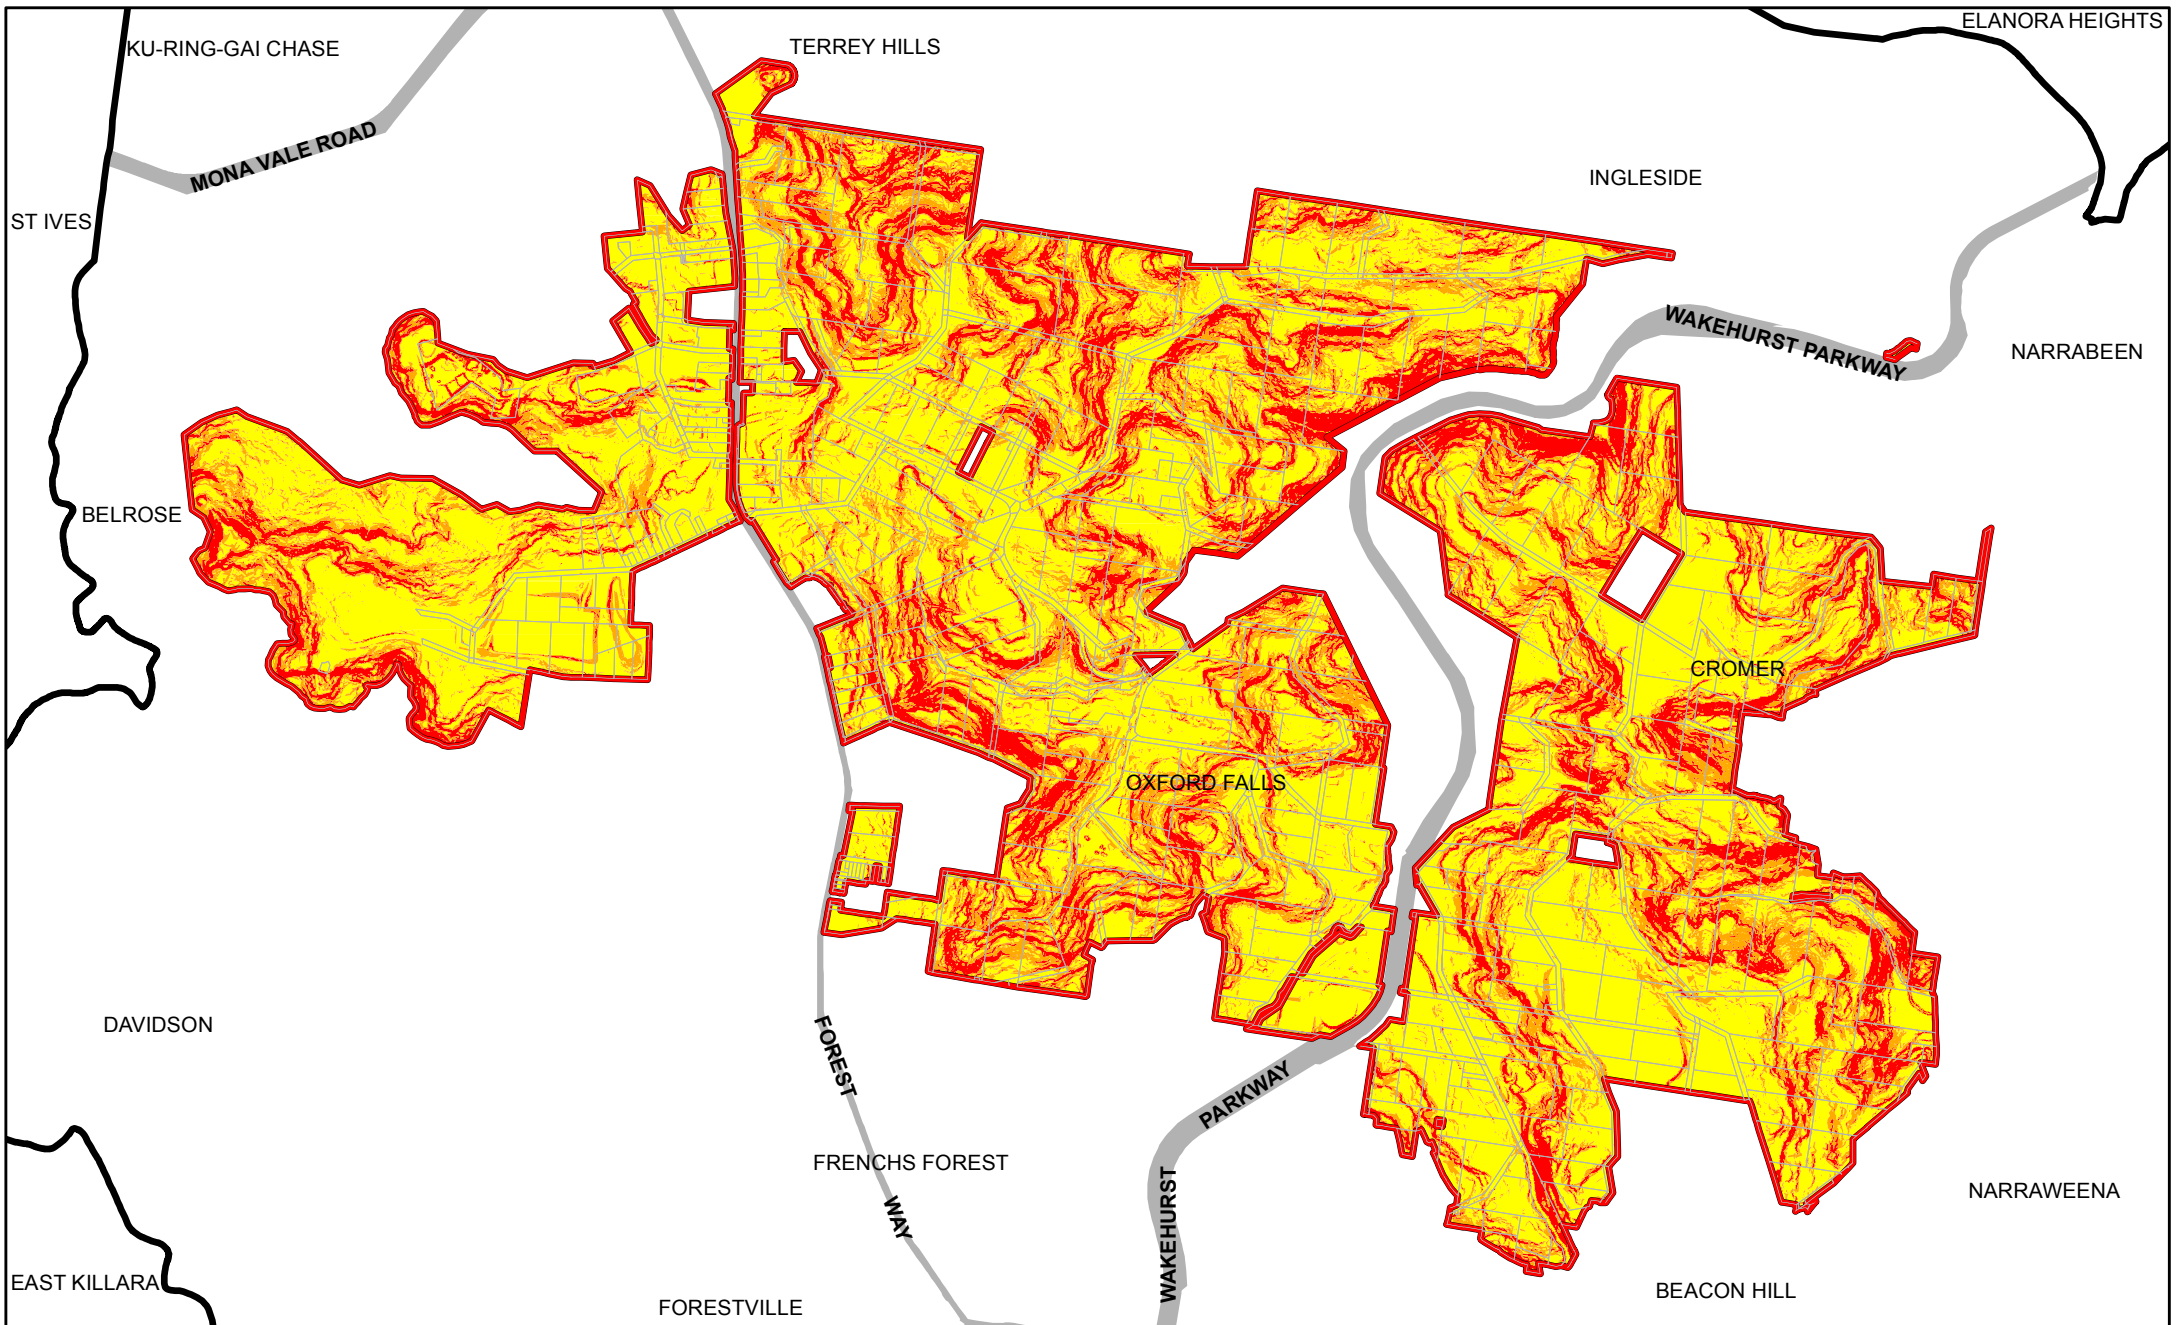 ELANORA HEIGHTS
KU-RING-GAI CHASE
TERREY HILLS
MONA VALE ROAD
INGLESIDE
ST IVES
WAKEHURST PARKWAY
NARRABEEN
BELROSE
CROMER
OXFORD FALLS
DAVIDSON
FOREST
WAY
PARKWAY
WAKEHURST
FRENCHS FOREST
NARRAWEENA
EAST KILLARA
BEACON HILL
FORESTVILLE